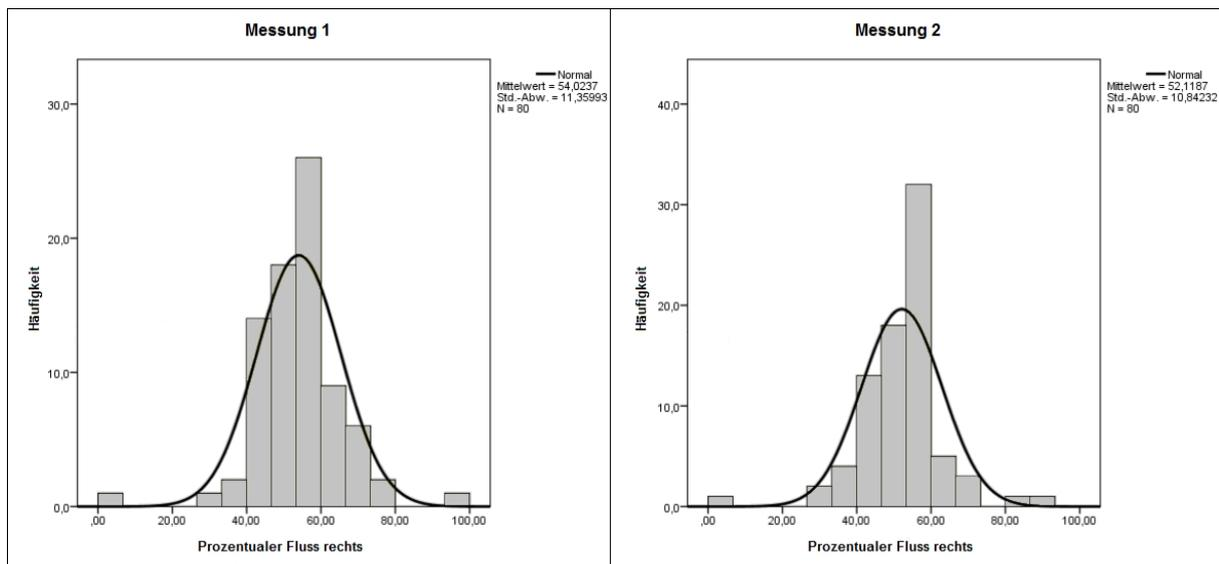 Messung 1
Normal
Mittelwert = 54,0237
Std.-Abw. = 11,35993
N = 80
30,0
20,0
10,0
0,0
Häufigkeit
,00 20,00 40,00 60,00 80,00 100,00
Prozentualer Fluss rechts
Messung 2
Normal
Mittelwert = 52,1187
Std.-Abw. = 10,84232
N = 80
40,0
30,0
20,0
10,0
0,0
Häufigkeit
,00 20,00 40,00 60,00 80,00 100,00
Prozentualer Fluss rechts